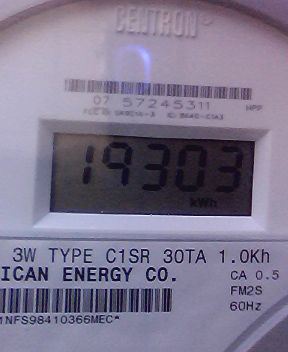 CENTRON®
07 57245311 MPP
19303
kWh
3W TYPE C1SR 30TA 1.0Kh
ICAN ENERGY CO. CA 0.5
FM2S
60Hz
1NFS98410366MEC*